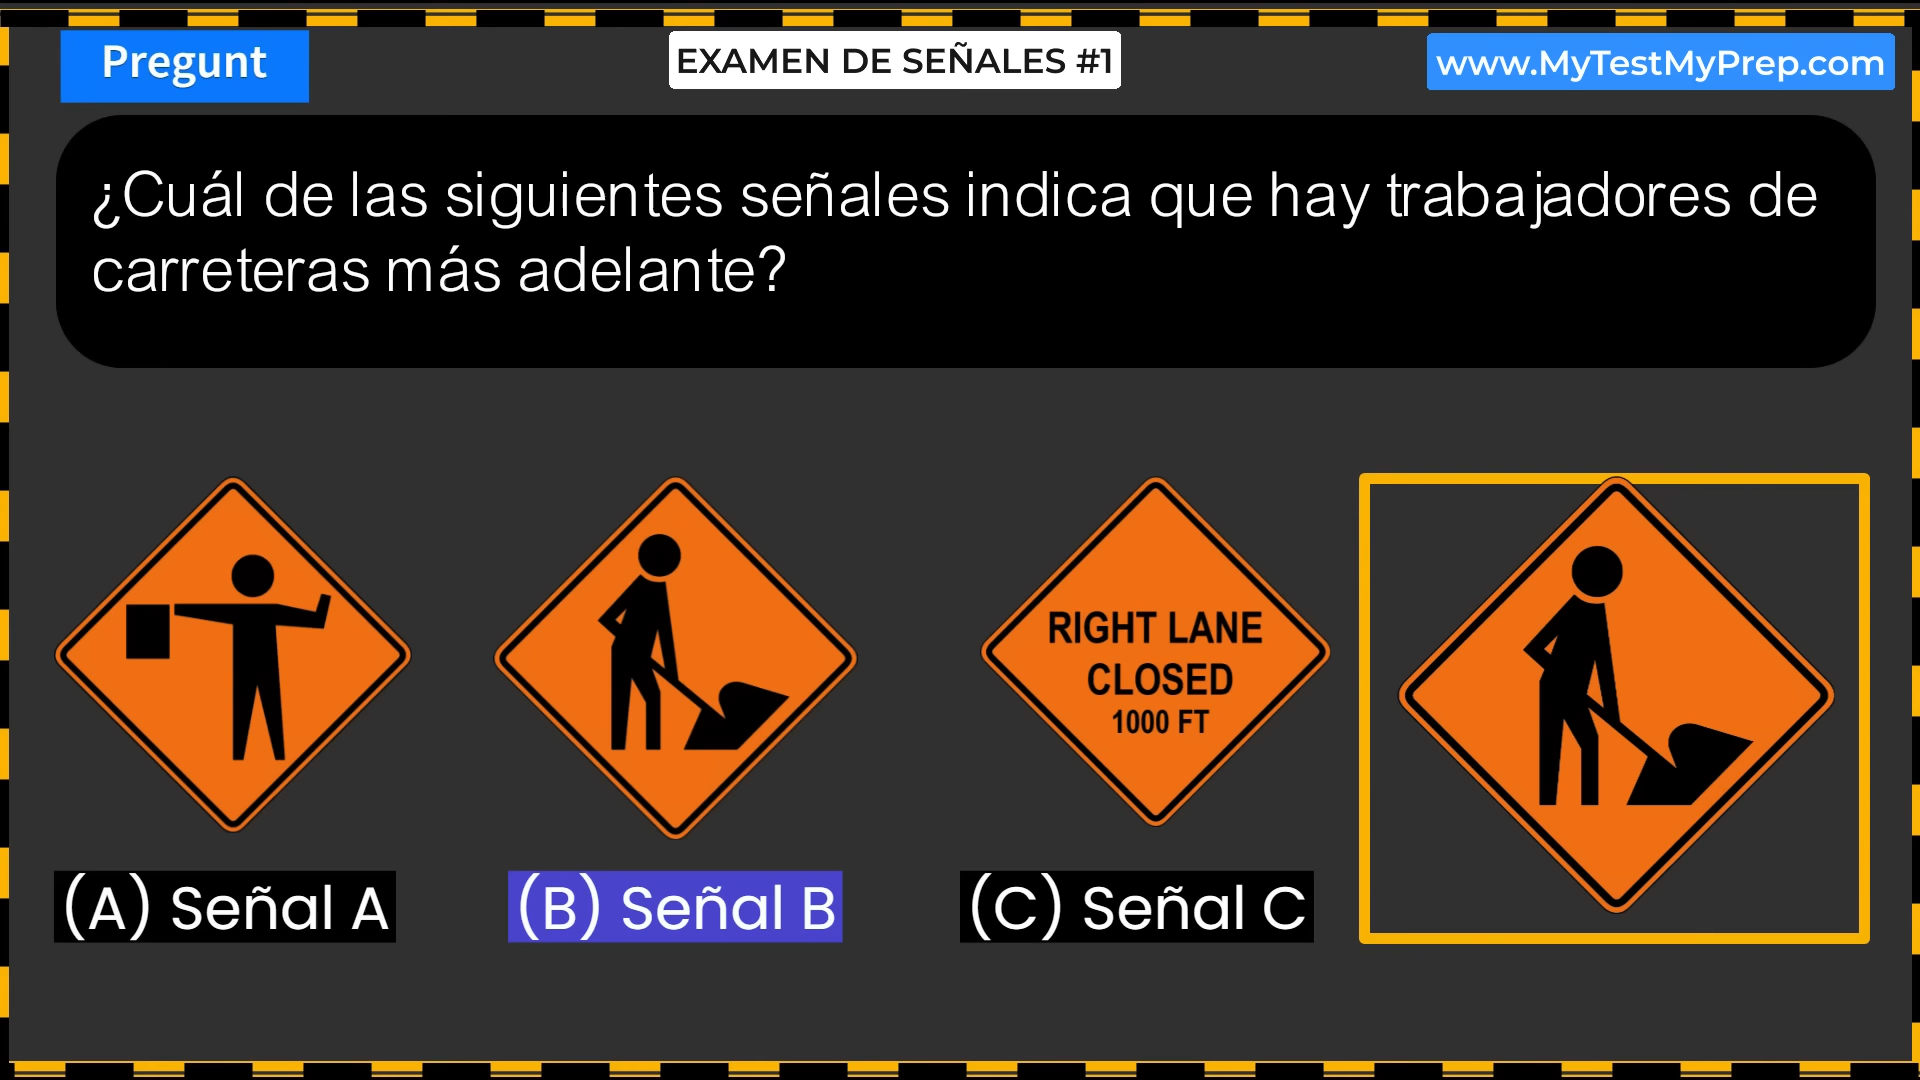 Pregunt
EXAMEN DE SEÑALES #1
www.MyTestMyPrep.com
¿Cuál de las siguientes señales indica que hay trabajadores de
carreteras más adelante?
RIGHT LANE
CLOSED
1000 FT
(A) Señal A
(B) Señal B
(C) Señal C